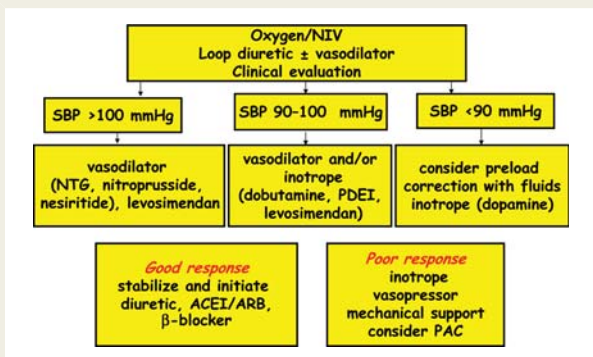 Oxygen/NIV
Loop diuretic ± vasodilator
Clinical evaluation
SBP >100 mmHg
SBP 90-100 mmHg
SBP <90 mmHg
vasodilator
(NTG, nitroprusside,
nesiritide), levosimendan
vasodilator and/or
inotrope
(dobutamine, PDEI,
levosimendan)
consider preload
correction with fluids
inotrope (dopamine)
Good response
stabilize and initiate
diuretic, ACEI/ARB,
β-blocker
Poor response
inotrope
vasopressor
mechanical support
consider PAC